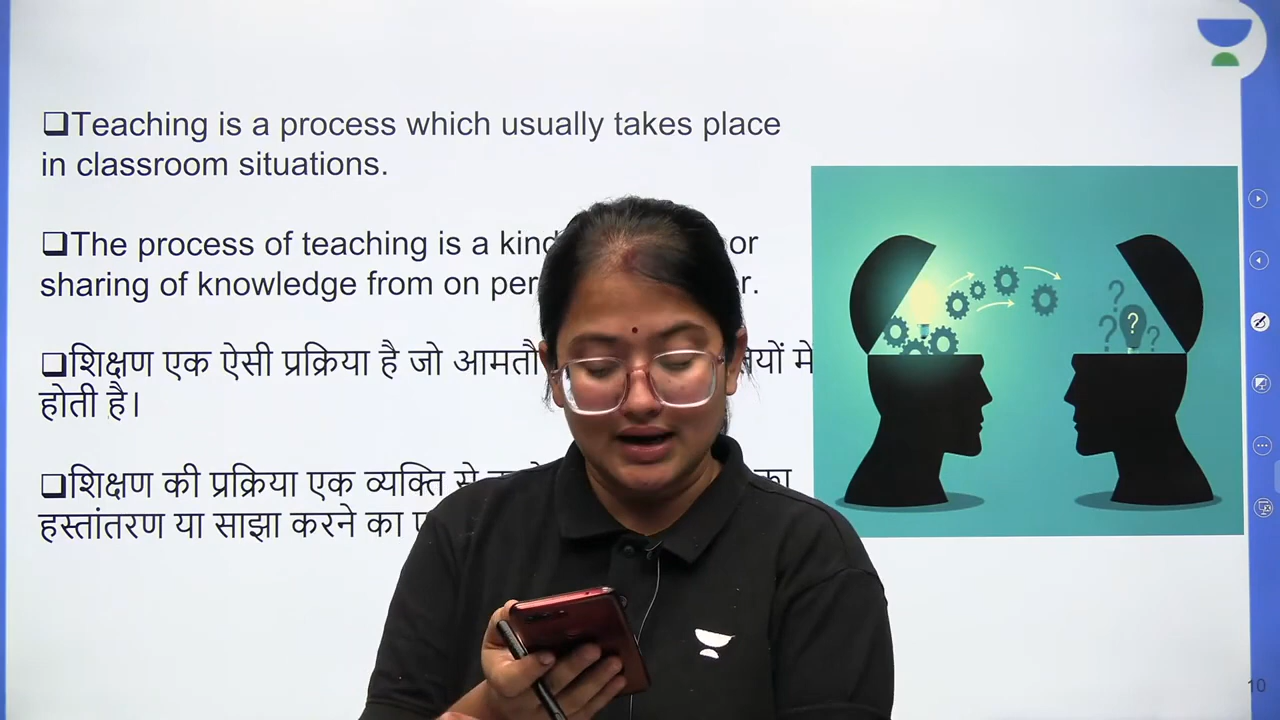 ❑Teaching is a process which usually takes place
in classroom situations.
❑The process of teaching is a kind or
sharing of knowledge from on
❑शिक्षण एक ऐसी प्रक्रिया है जो में
होती है।
❑शिक्षण की प्रक्रिया एक व्यक्ति से का
हस्तांतरण या साझा करने का
? ? ? ?
10